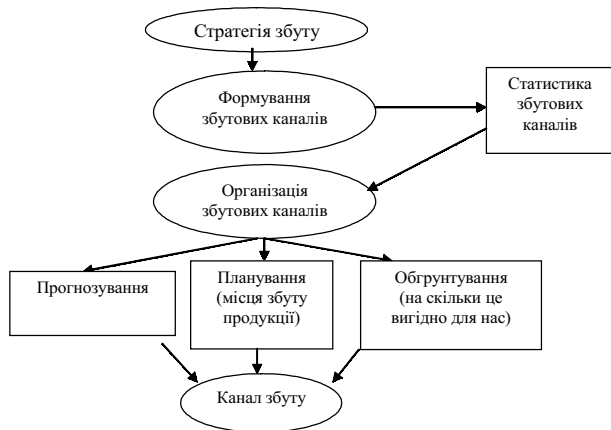 Стратегія збуту
Формування
збутових каналів
Статистика
збутових
каналів
Організація
збутових каналів
Прогнозування
Планування
(місця збуту
продукції)
Обгрунтування
(на скільки це
вигідно для нас)
Канал збуту